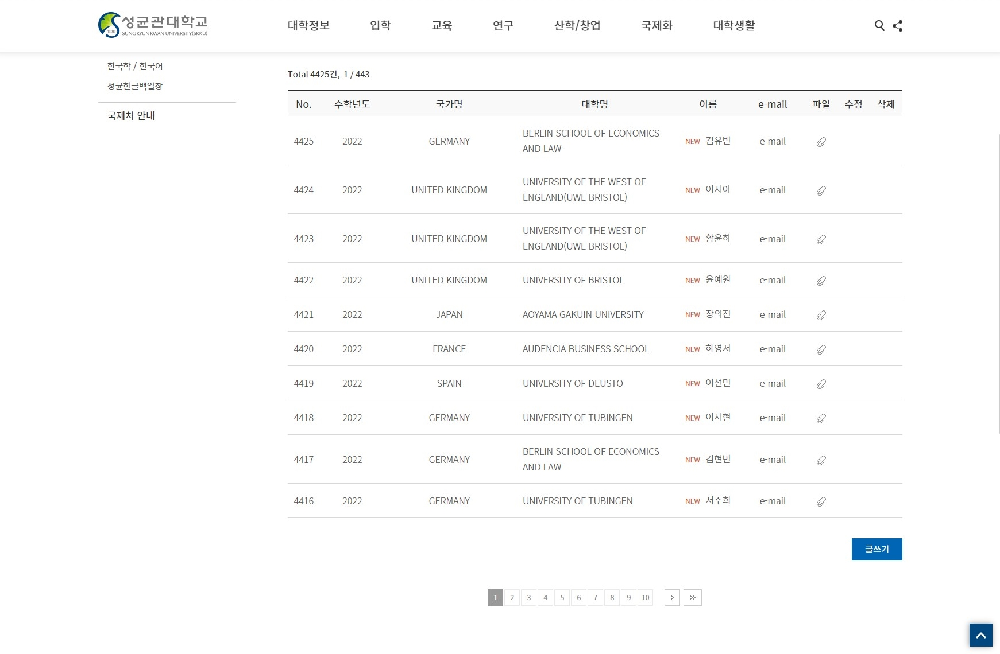 성균관대학교
SUNGKYUNKWAN UNIVERSITY(SKKU)
1398
대학정보 입학 교육 연구 산학/창업 국제화 대학생활
한국학 / 한국어
성균한글백일장
국제처 안내
Total 4425건, 1 / 443
No. 수학년도 국가명 대학명 이름 e-mail 파일 수정 삭제
4425 2022 GERMANY BERLIN SCHOOL OF ECONOMICS
AND LAW NEW 김유빈 e-mail
4424 2022 UNITED KINGDOM UNIVERSITY OF THE WEST OF
ENGLAND(UWE BRISTOL) NEW 이지아 e-mail
4423 2022 UNITED KINGDOM UNIVERSITY OF THE WEST OF
ENGLAND(UWE BRISTOL) NEW 황윤하 e-mail
4422 2022 UNITED KINGDOM UNIVERSITY OF BRISTOL NEW 윤예원 e-mail
4421 2022 JAPAN AOYAMA GAKUIN UNIVERSITY NEW 장의진 e-mail
4420 2022 FRANCE AUDENCIA BUSINESS SCHOOL NEW 하영서 e-mail
4419 2022 SPAIN UNIVERSITY OF DEUSTO NEW 이선민 e-mail
4418 2022 GERMANY UNIVERSITY OF TUBINGEN NEW 이서현 e-mail
4417 2022 GERMANY BERLIN SCHOOL OF ECONOMICS
AND LAW NEW 김현빈 e-mail
4416 2022 GERMANY UNIVERSITY OF TUBINGEN NEW 서주희 e-mail
글쓰기
1 2 3 4 5 6 7 8 9 10